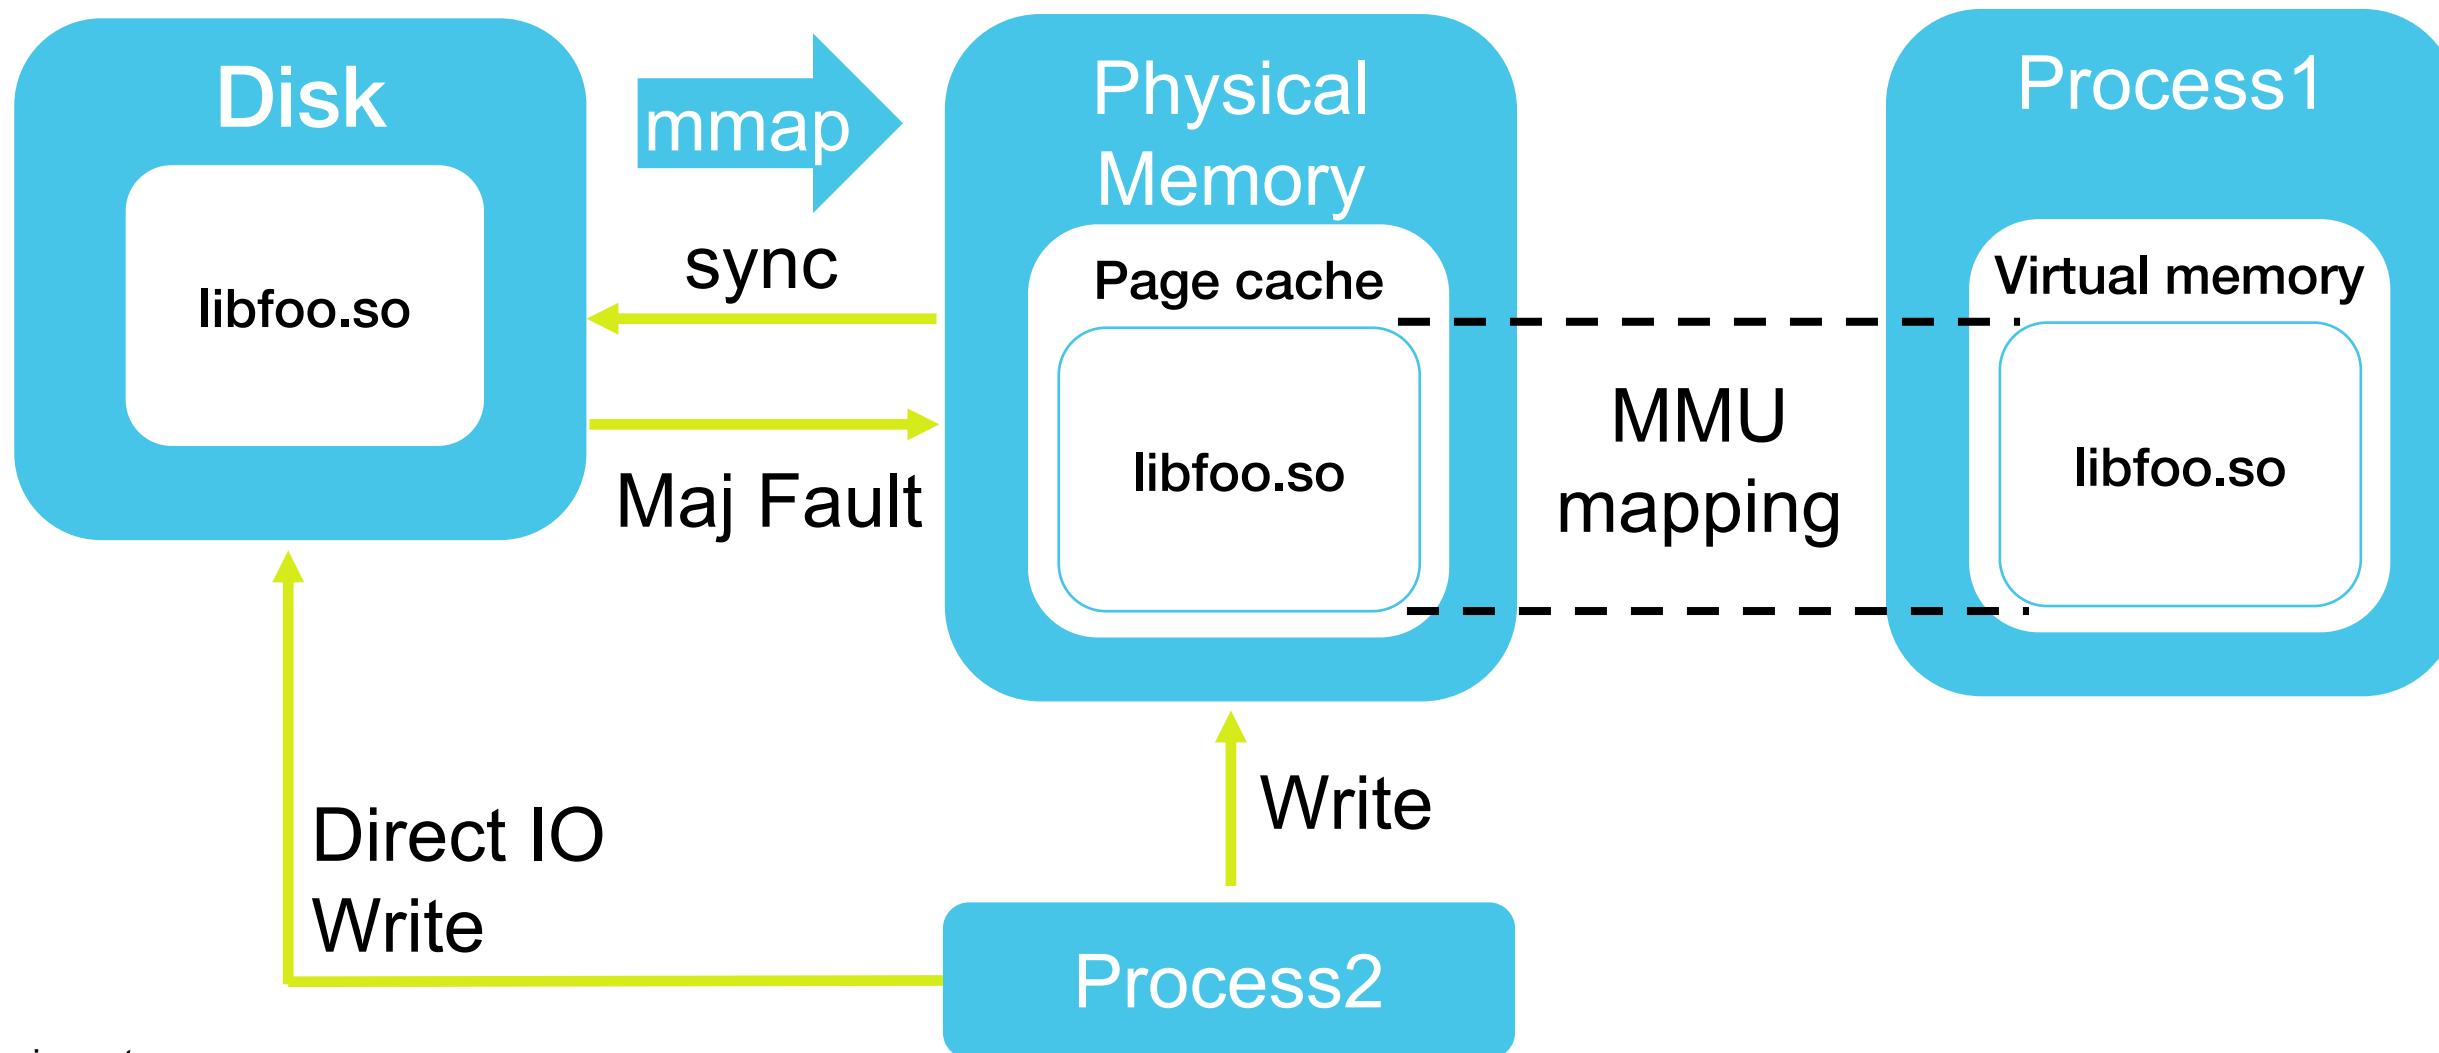 Disk
libfoo.so
mmap
sync
Maj Fault
Physical
Memory
Page cache
libfoo.so
MMU
mapping
Process1
Virtual memory
libfoo.so
Direct IO
Write
Write
Process2